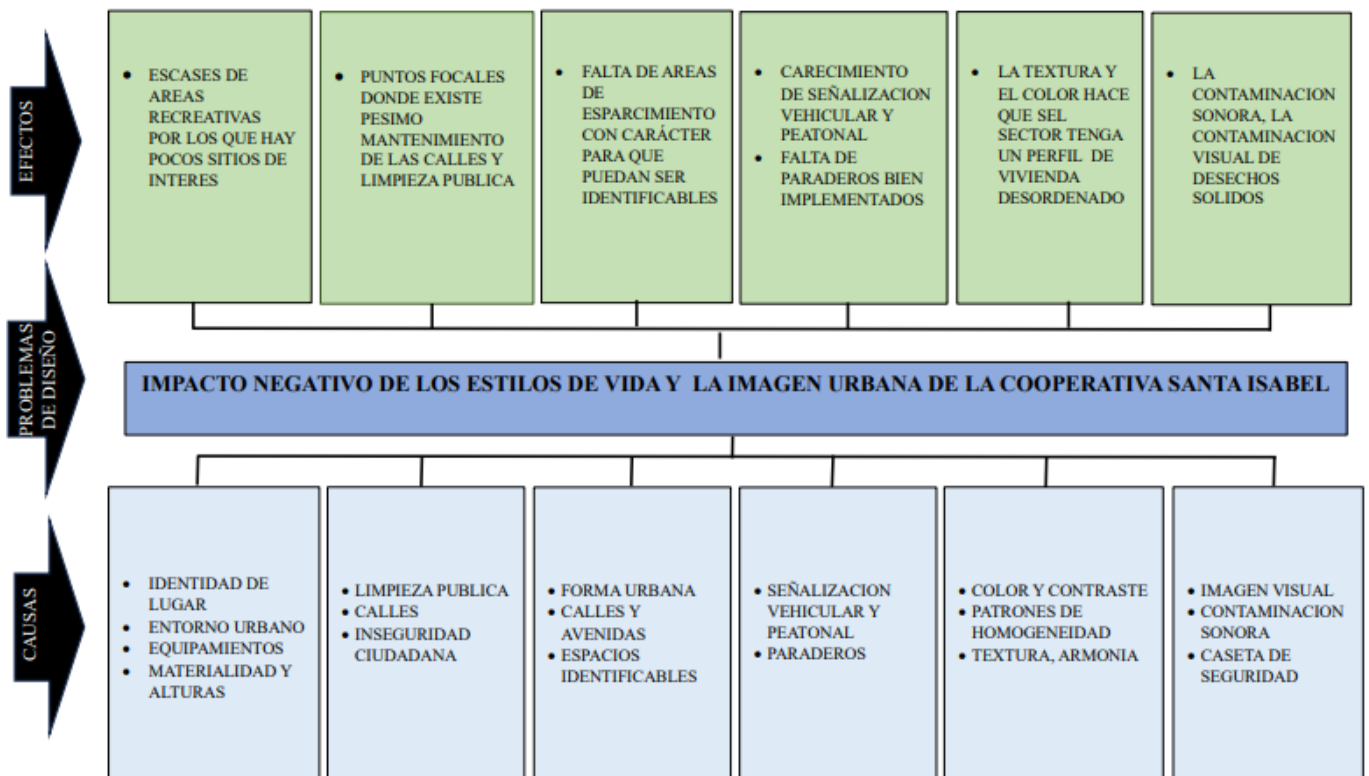 EFECTOS
• ESCASES DE
AREAS
RECREATIVAS
POR LOS QUE HAY
POCOS SITIOS DE
INTERES
• PUNTOS FOCALES
DONDE EXISTE
PESIMO
MANTENIMIENTO
DE LAS CALLES Y
LIMPIEZA PUBLICA
• FALTA DE AREAS
DE
ESPARCIMIENTO
CON CARÁCTER
PARA QUE
PUEDAN SER
IDENTIFICABLES
• CARECIMIENTO
DE SEÑALIZACION
VEHICULAR Y
PEATONAL
• FALTA DE
PARADEROS BIEN
IMPLEMENTADOS
• LA TEXTURA Y
EL COLOR HACE
QUE SEL
SECTOR TENGA
UN PERFIL DE
VIVIENDA
DESORDENADO
• LA
CONTAMINACION
SONORA, LA
CONTAMINACION
VISUAL DE
DESECHOS
SOLIDOS
PROBLEMAS
DE DISEÑO
IMPACTO NEGATIVO DE LOS ESTILOS DE VIDA Y LA IMAGEN URBANA DE LA COOPERATIVA SANTA ISABEL
CAUSAS
• IDENTIDAD DE
LUGAR
• ENTORNO URBANO
• EQUIPAMIENTOS
• MATERIALIDAD Y
ALTURAS
• LIMPIEZA PUBLICA
• CALLES
• INSEGURIDAD
CIUDADANA
• FORMA URBANA
• CALLES Y
AVENIDAS
• ESPACIOS
IDENTIFICABLES
• SEÑALIZACION
VEHICULAR Y
PEATONAL
• PARADEROS
• COLOR Y CONTRASTE
• PATRONES DE
HOMOGENEIDAD
• TEXTURA, ARMONIA
• IMAGEN VISUAL
• CONTAMINACION
SONORA
• CASETA DE
SEGURIDAD